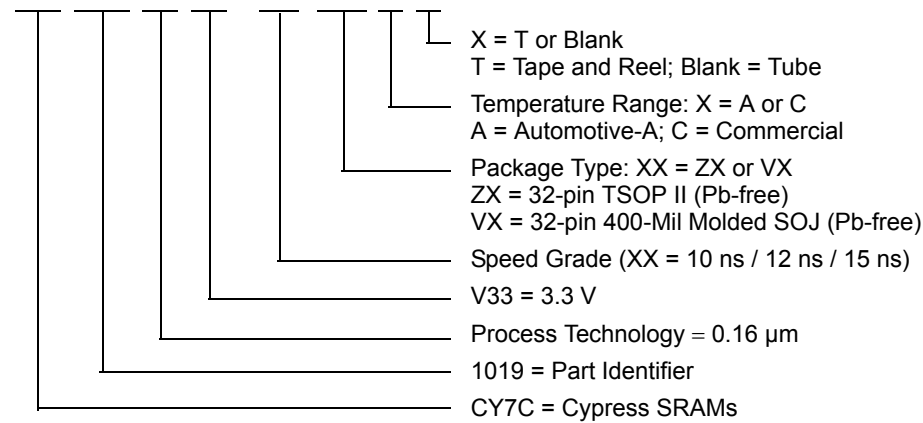 X = T or Blank
T = Tape and Reel; Blank = Tube
Temperature Range: X = A or C
A = Automotive-A; C = Commercial
Package Type: XX = ZX or VX
ZX = 32-pin TSOP II (Pb-free)
VX = 32-pin 400-Mil Molded SOJ (Pb-free)
Speed Grade (XX = 10 ns / 12 ns / 15 ns)
V33 = 3.3 V
Process Technology = 0.16 µm
1019 = Part Identifier
CY7C = Cypress SRAMs